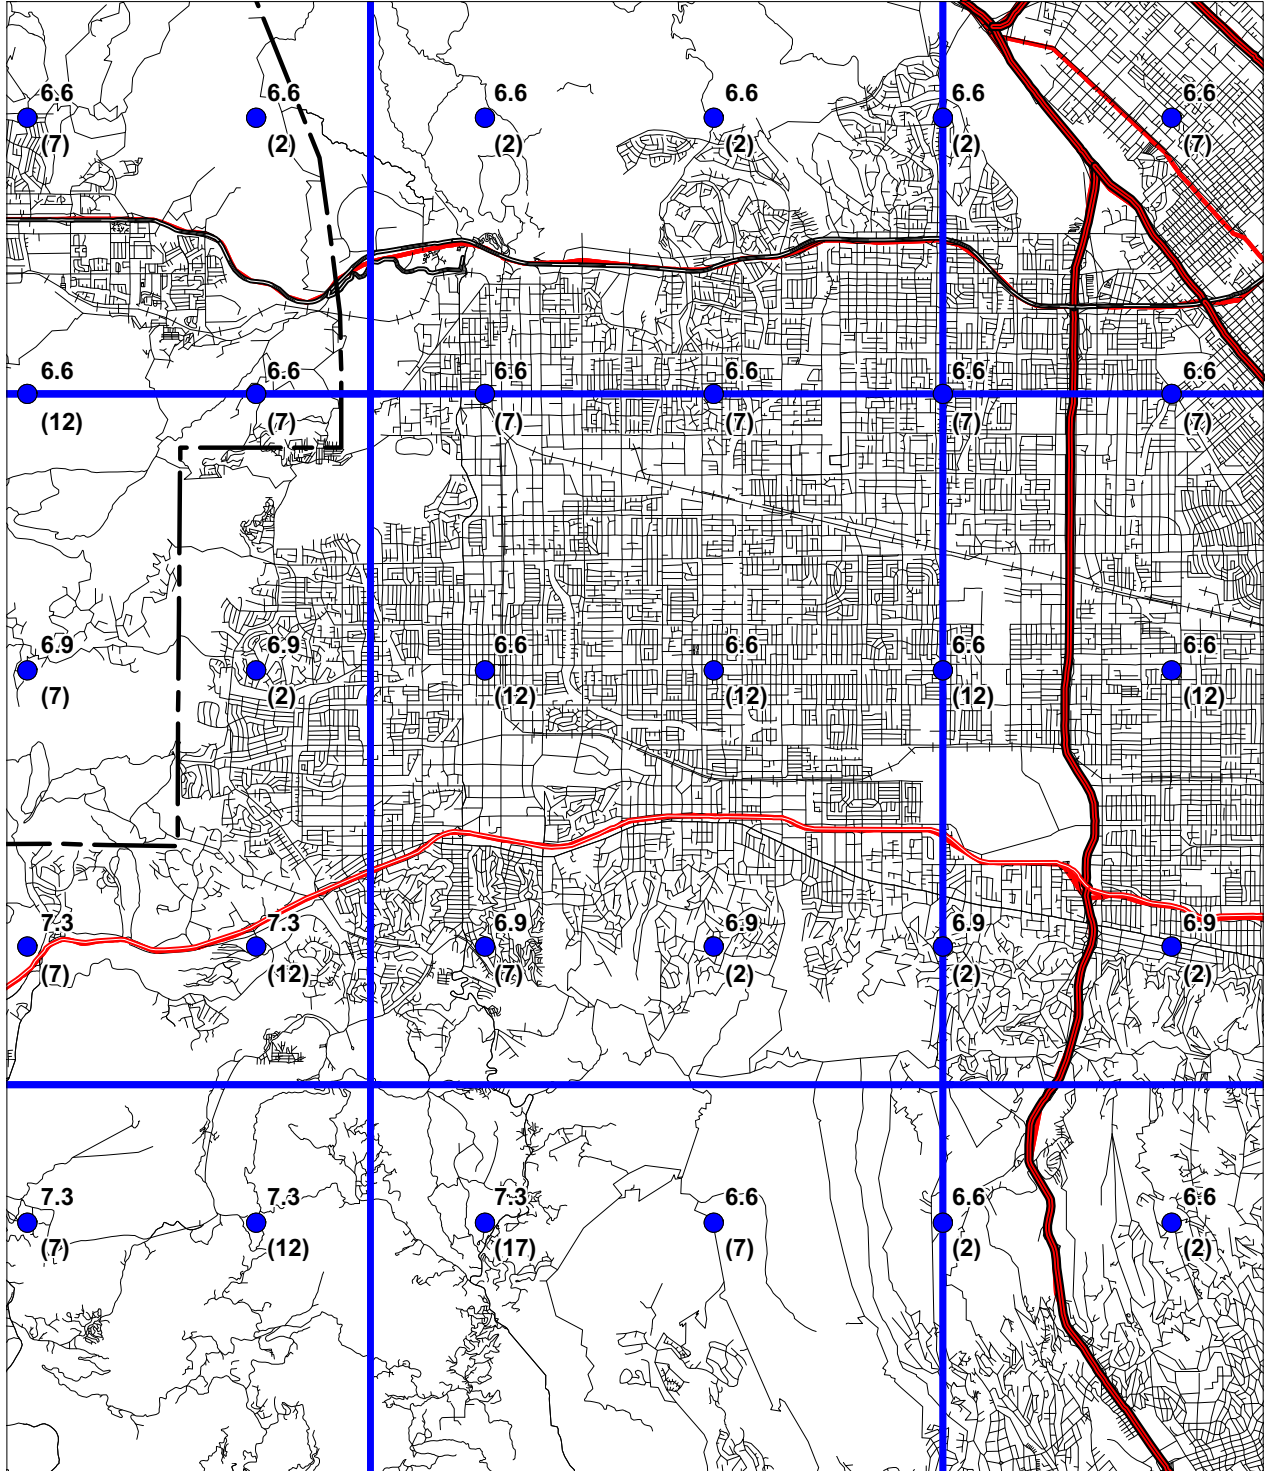 6.6 6.6 6.6 6.6 6.6 6.6
(7) (2) (2) (2) (2) (7)
6.6 6.6 6.6 6.6 6.6 6.6
(12) (7) (7) (7) (7) (7)
6.9 6.9 6.6 6.6 6.6 6.6
(7) (2) (12) (12) (12) (12)
7.3 7.3 6.9 6.9 6.9 6.9
(7) (12) (7) (2) (2) (2)
7.3 7.3 7.3 6.6 6.6 6.6
(7) (12) (17) (7) (2) (2)